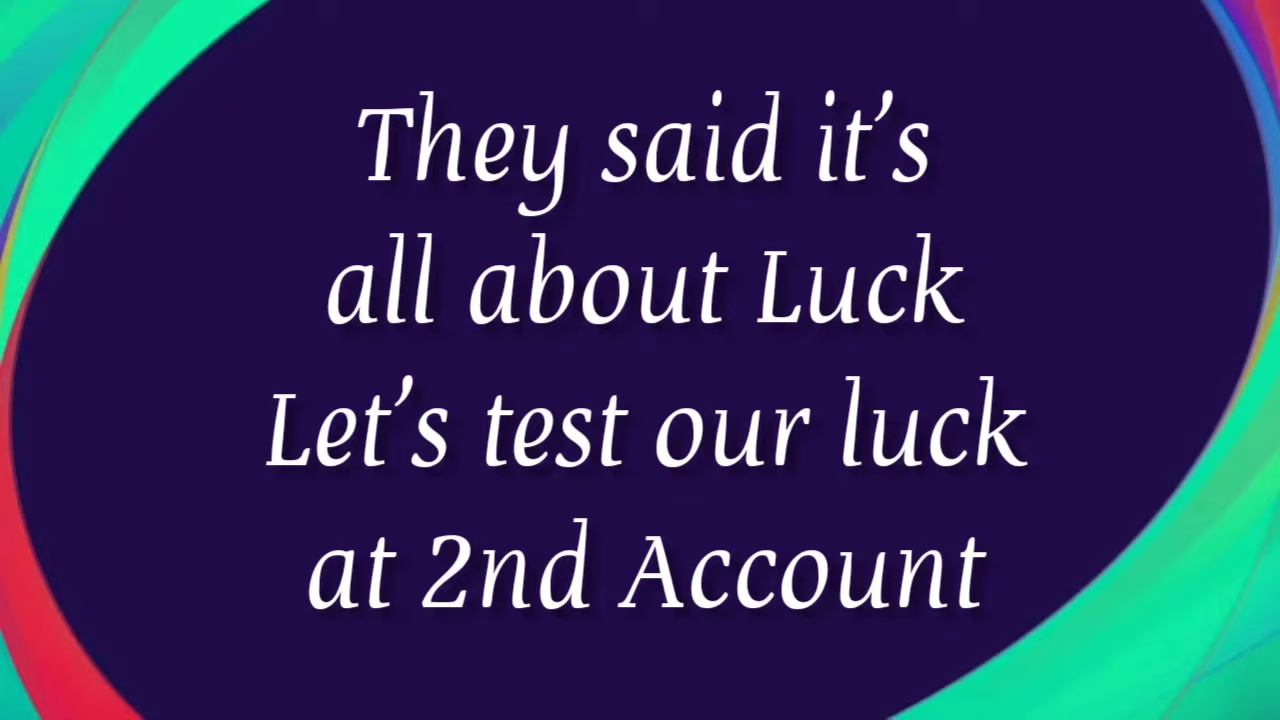 They said it’s
all about Luck
Let’s test our luck
at 2nd Account